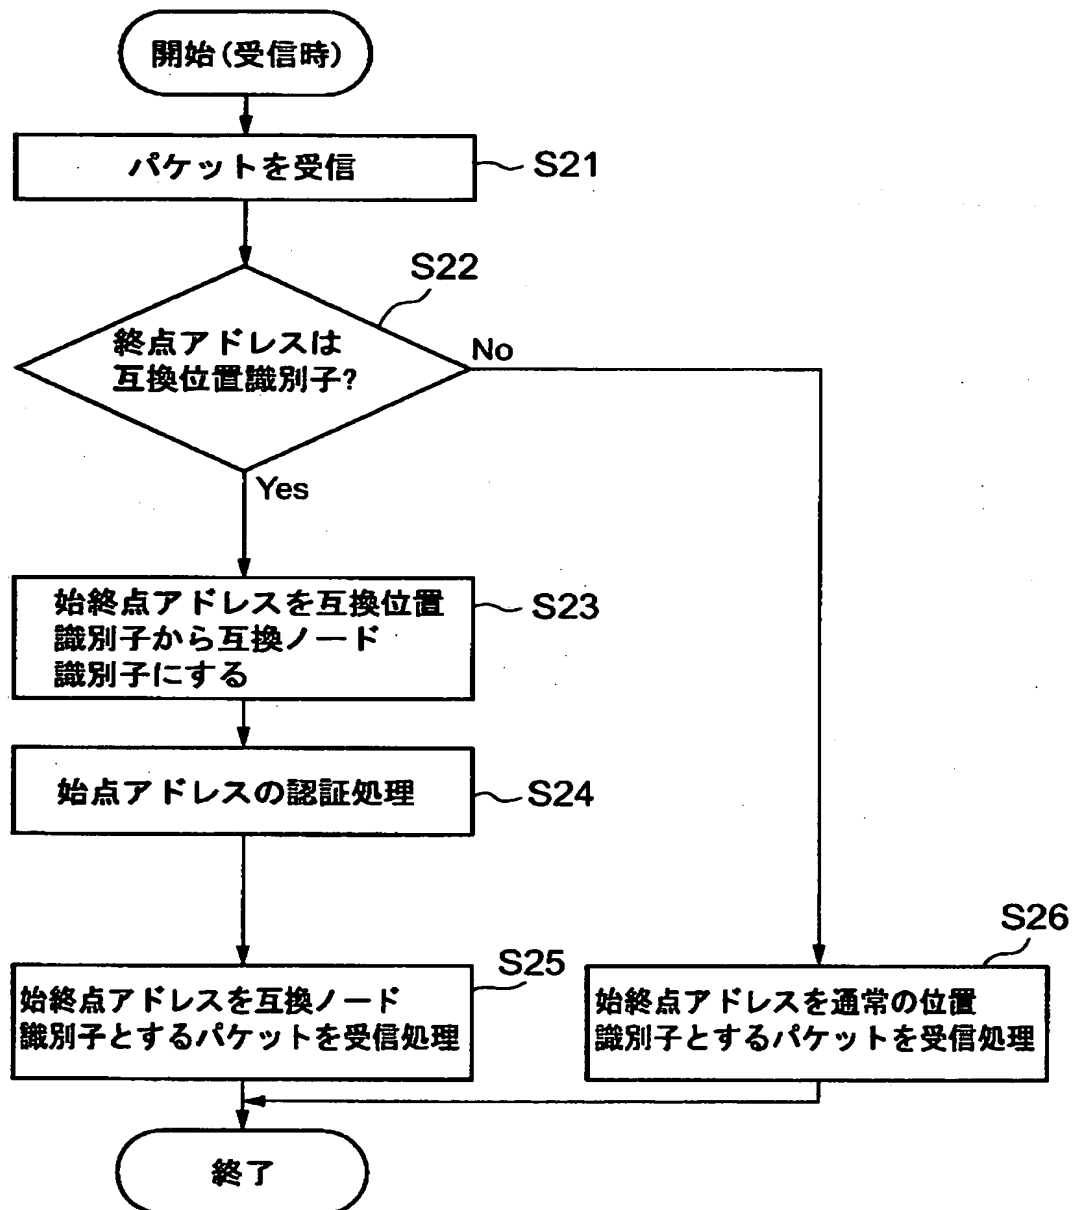 開始(受信時)
パケットを受信
S21
S22
終点アドレスは
互換位置識別子?
No
Yes
始終点アドレスを互換位置
識別子から互換ノード
識別子にする
S23
始点アドレスの認証処理
S24
S25
始終点アドレスを互換ノード
識別子とするパケットを受信処理
S26
始終点アドレスを通常の位置
識別子とするパケットを受信処理
終了